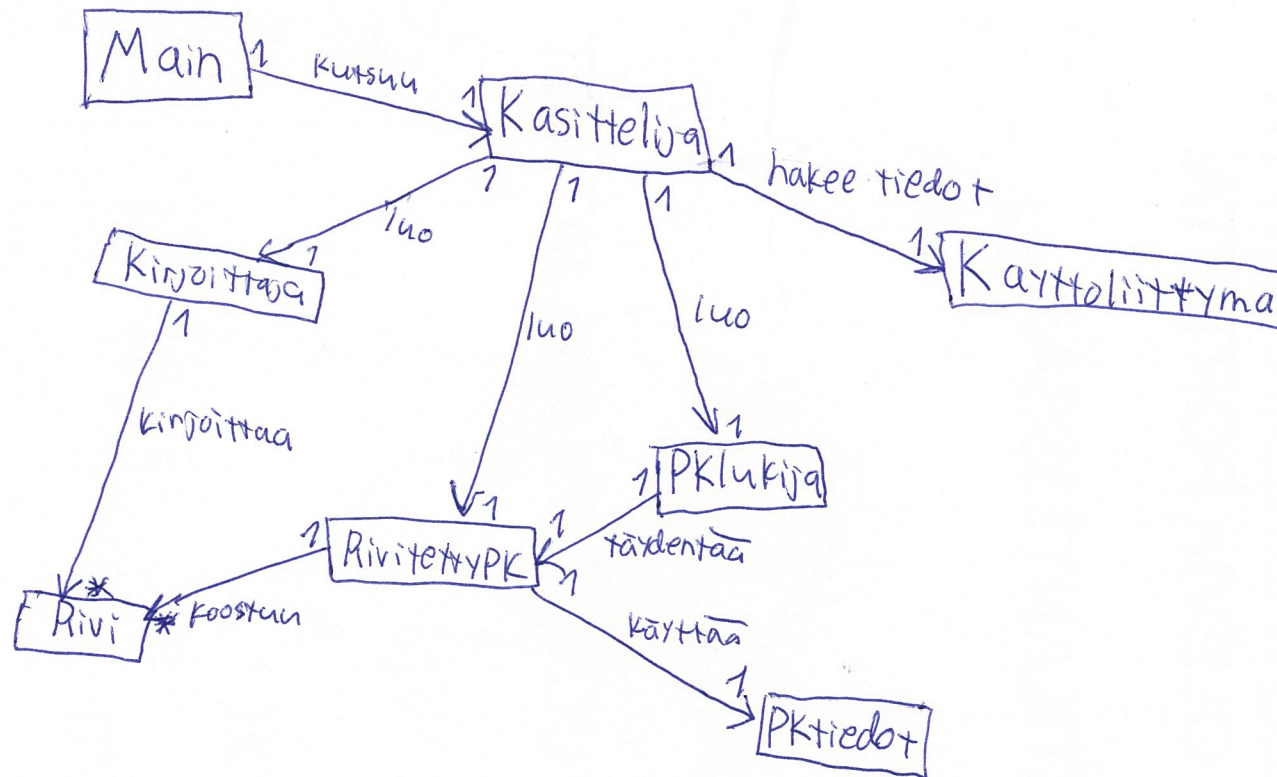 Main
1
kutsuu
1
Kasittelija
1
1
1
1
hakee tiedot
luo
1
1
Kirjoittaja
Kayttoliittyma
1
luo
luo
kirjoittaa
1
1
PKlukija
1
1
1
RivitettyPK
täydentää
1
*
Rivi
* koostuu
käyttää
1
PKtiedot